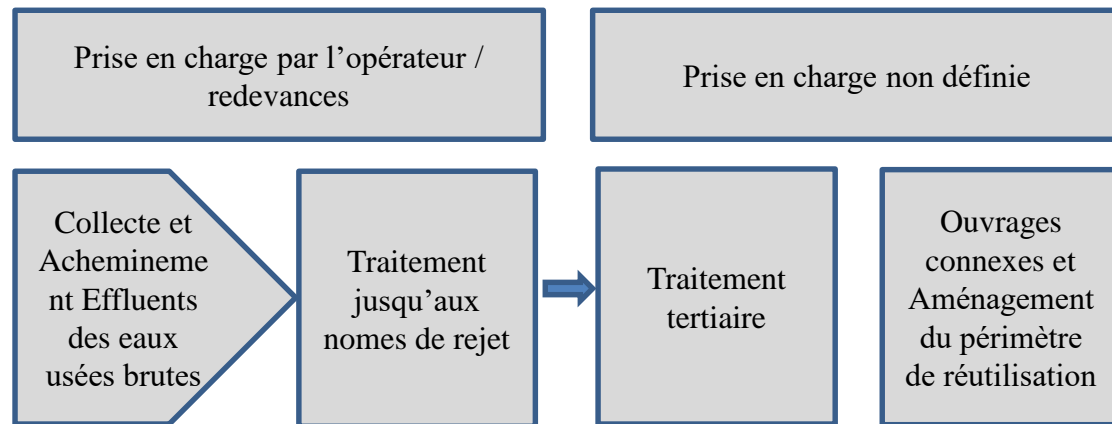 Prise en charge par l’opérateur /
redevances
Prise en charge non définie
Collecte et
Achemineme
nt Effluents
des eaux
usées brutes
Traitement
jusqu’aux
nomes de rejet
Traitement
tertiaire
Ouvrages
connexes et
Aménagement
du périmètre
de réutilisation